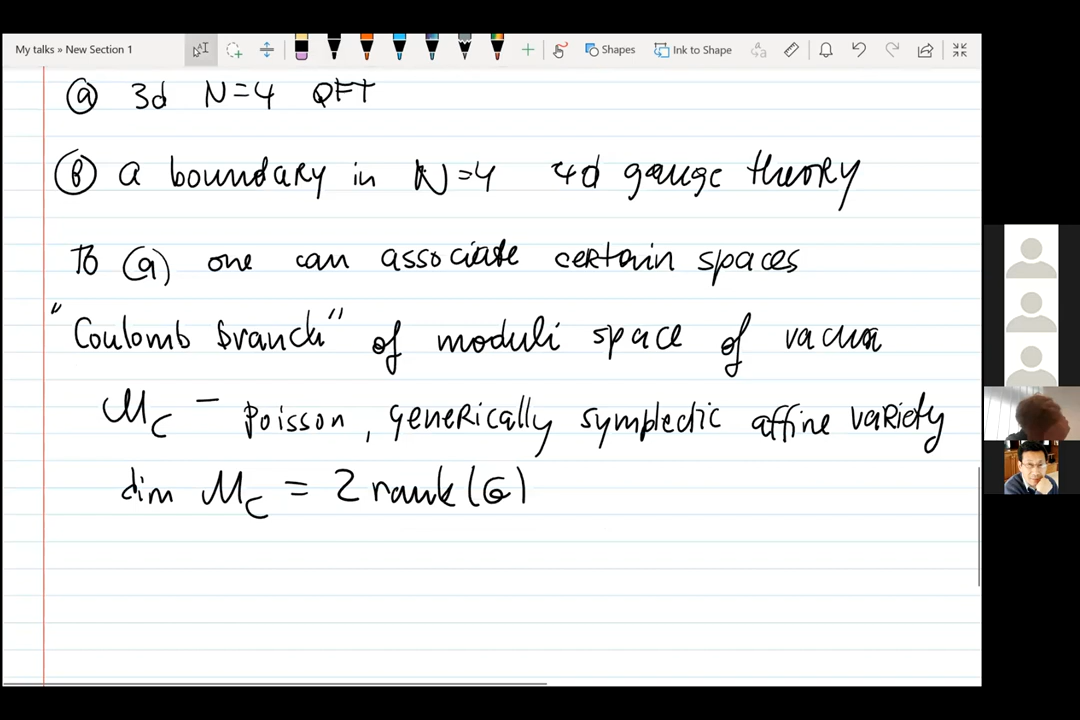 My talks » New Section 1
Shapes
Ink to Shape
ⓐ 3d N=4 QFT
ⓑ a boundary in N=4 4d gauge theory
To (a) one can associate certain spaces
"Coulomb branch" of moduli space of vacua
M_C – Poisson, generically symplectic affine variety
dim M_C = 2 rank(G)